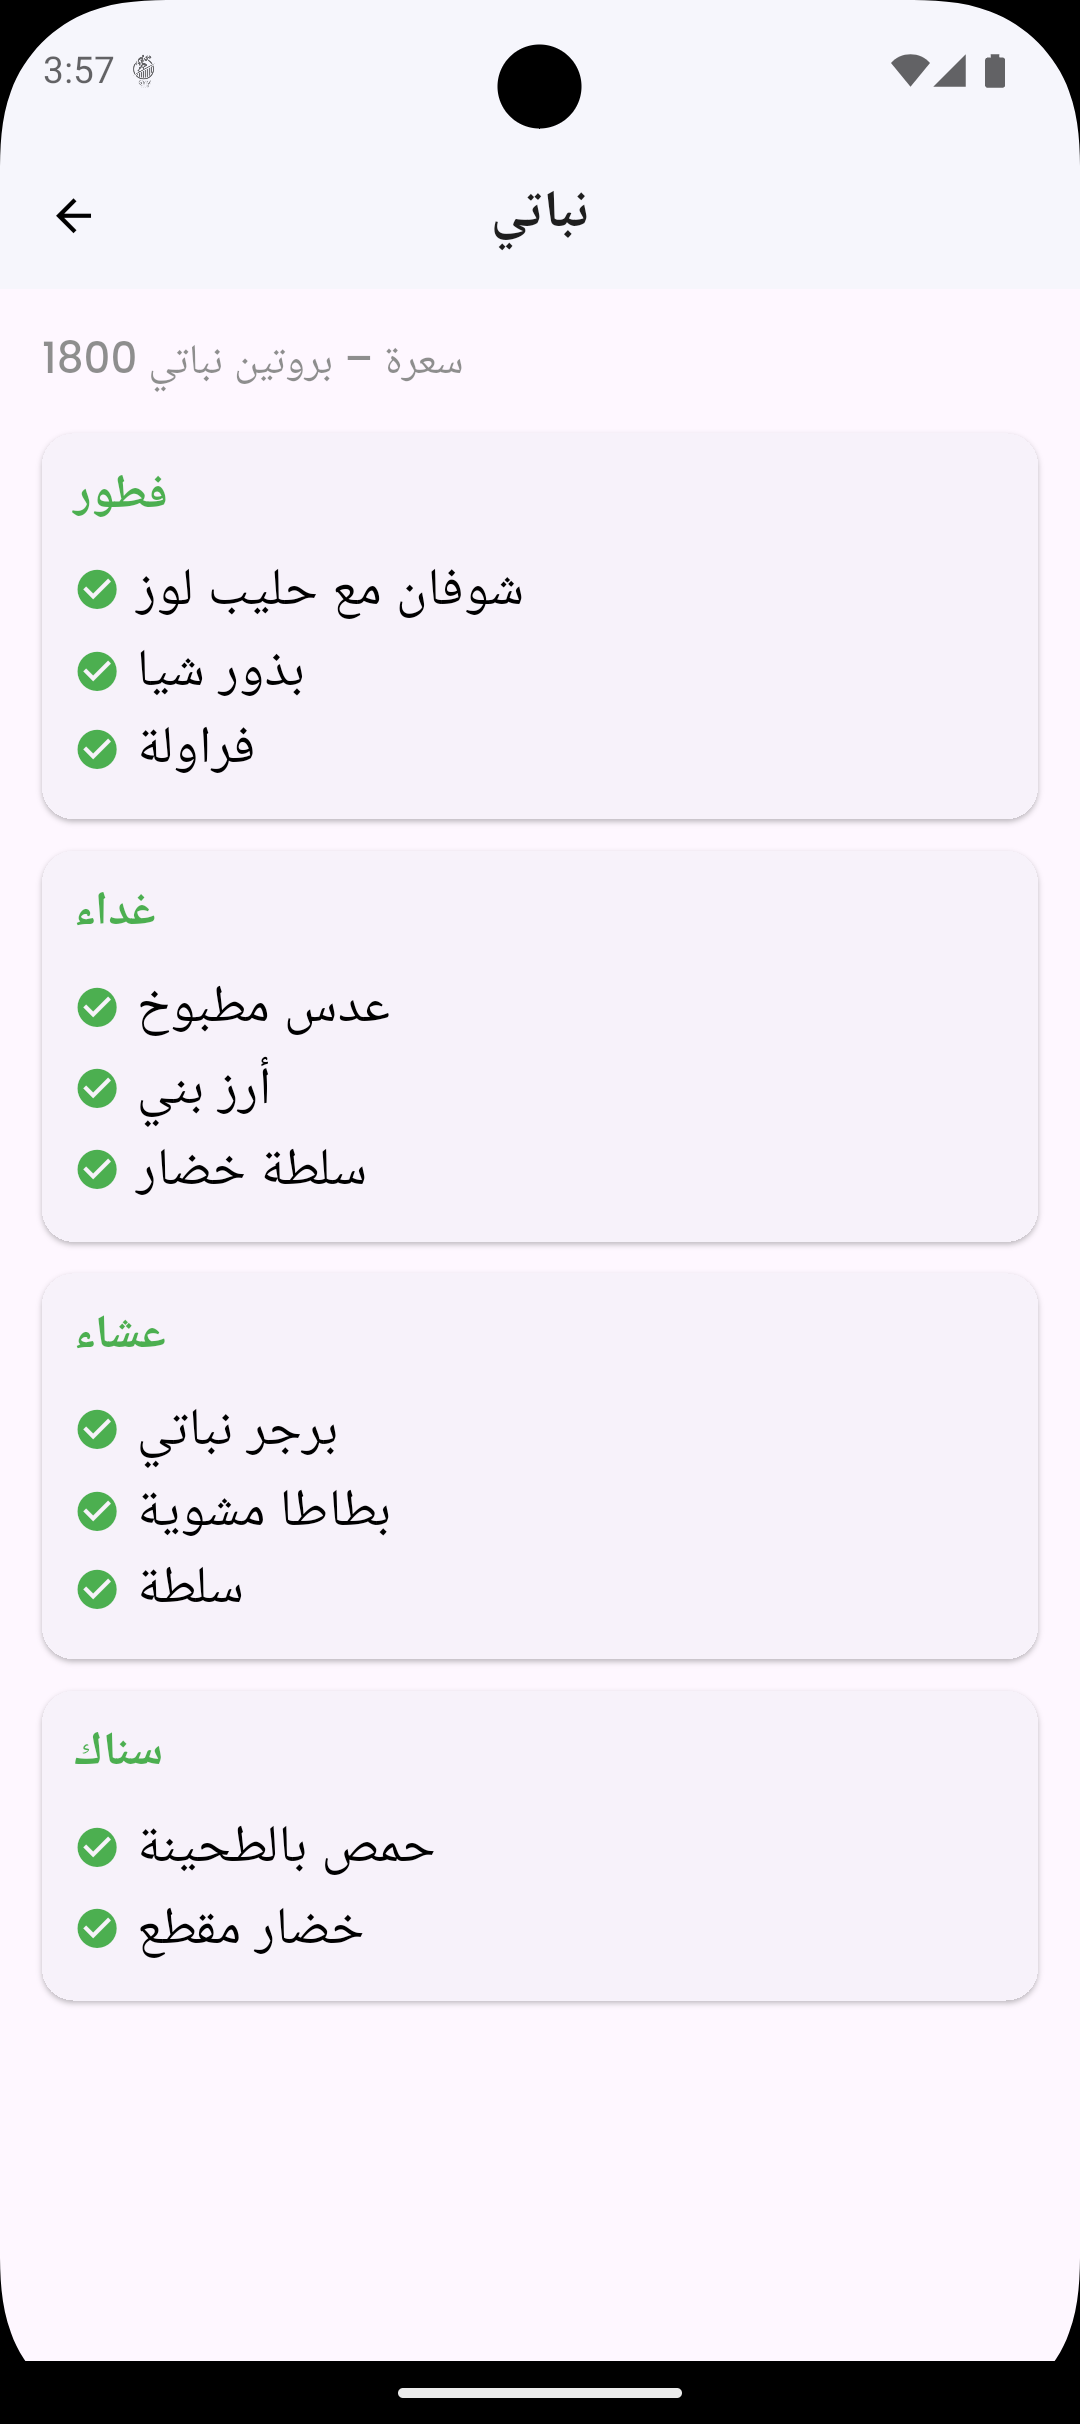 3:57
نباتي
1800 سعرة – بروتين نباتي
فطور
شوفان مع حليب لوز
بذور شيا
فراولة
غداء
عدس مطبوخ
أرز بني
سلطة خضار
عشاء
برجر نباتي
بطاطا مشوية
سلطة
سناك
حمص بالطحينة
خضار مقطع